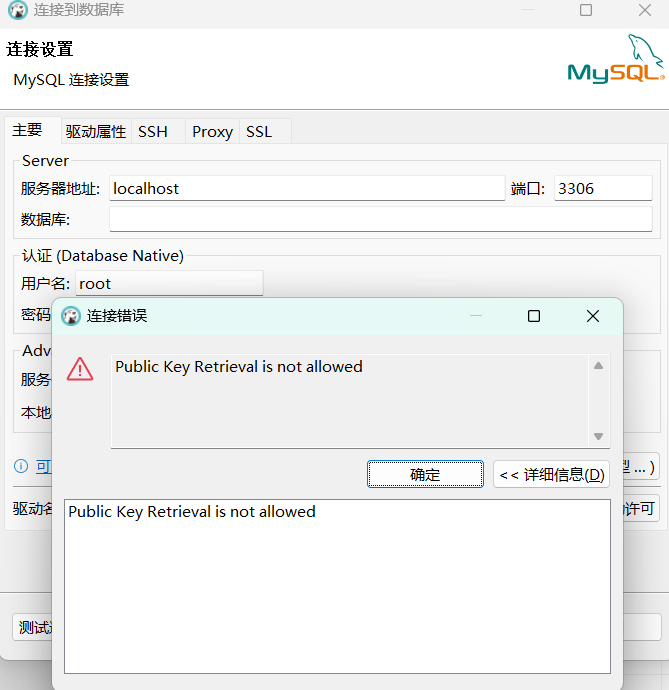 连接到数据库
连接设置
MySQL 连接设置
MySQL
主要 驱动属性 SSH Proxy SSL
Server
服务器地址: localhost 端口: 3306
数据库:
认证 (Database Native)
用户名: root
密码
连接错误
Adv
Public Key Retrieval is not allowed
服务
本地
可
... )
确定 << 详细信息(D)
驱动名
许可
Public Key Retrieval is not allowed
测试